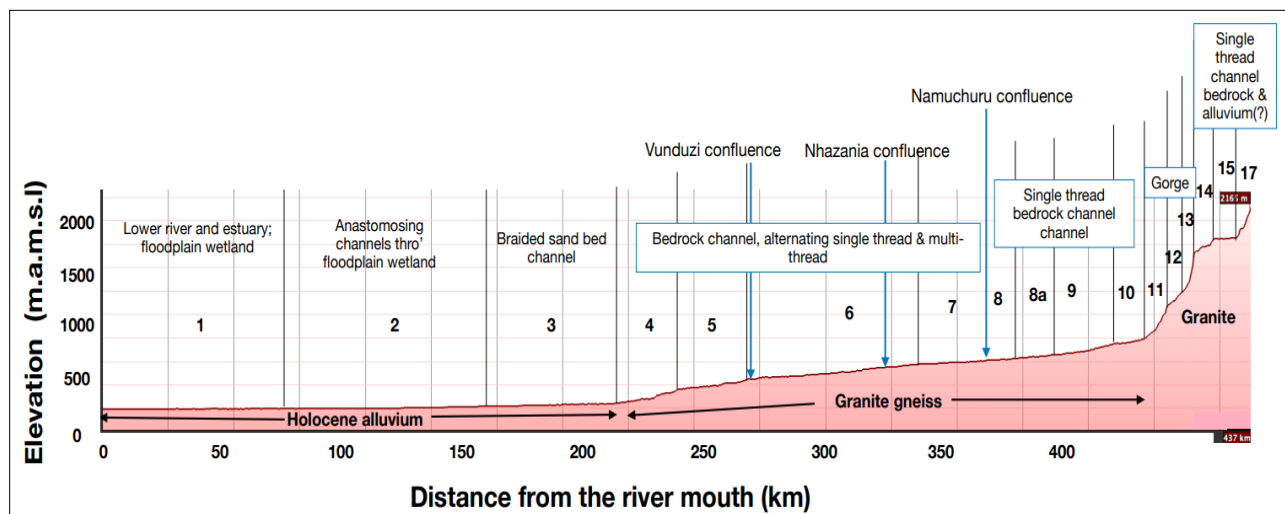 Single
thread
channel
bedrock &
alluvium(?)
Namuchuru confluence
Vunduzi confluence
Nhazania confluence
Elevation (m.a.m.s.l)
2000
1500
1000
500
0
Lower river and estuary;
floodplain wetland
Anastomosing
channels thro'
floodplain wetland
Braided sand bed
channel
Bedrock channel, alternating single thread & multi-
thread
Single thread
bedrock channel
channel
Gorge
1
2
3
4
5
6
7
8
8a
9
10
11
12
13
14
15
17
2165 m
Granite
Holocene alluvium
Granite gneiss
437 km
0
50
100
150
200
250
300
350
400
Distance from the river mouth (km)